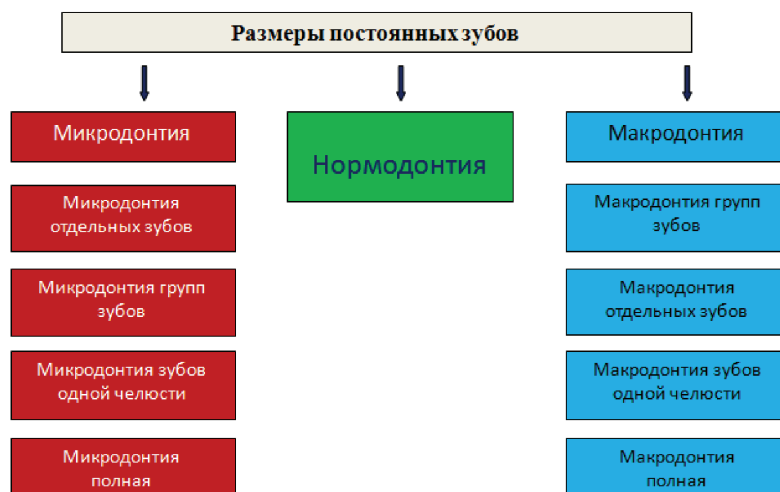 Размеры постоянных зубов
Микродонтия
Нормодонтия
Макродонтия
Микродонтия
отдельных зубов
Макродонтия групп
зубов
Микродонтия групп
зубов
Макродонтия
отдельных зубов
Микродонтия зубов
одной челюсти
Макродонтия зубов
одной челюсти
Микродонтия
полная
Макродонтия
полная